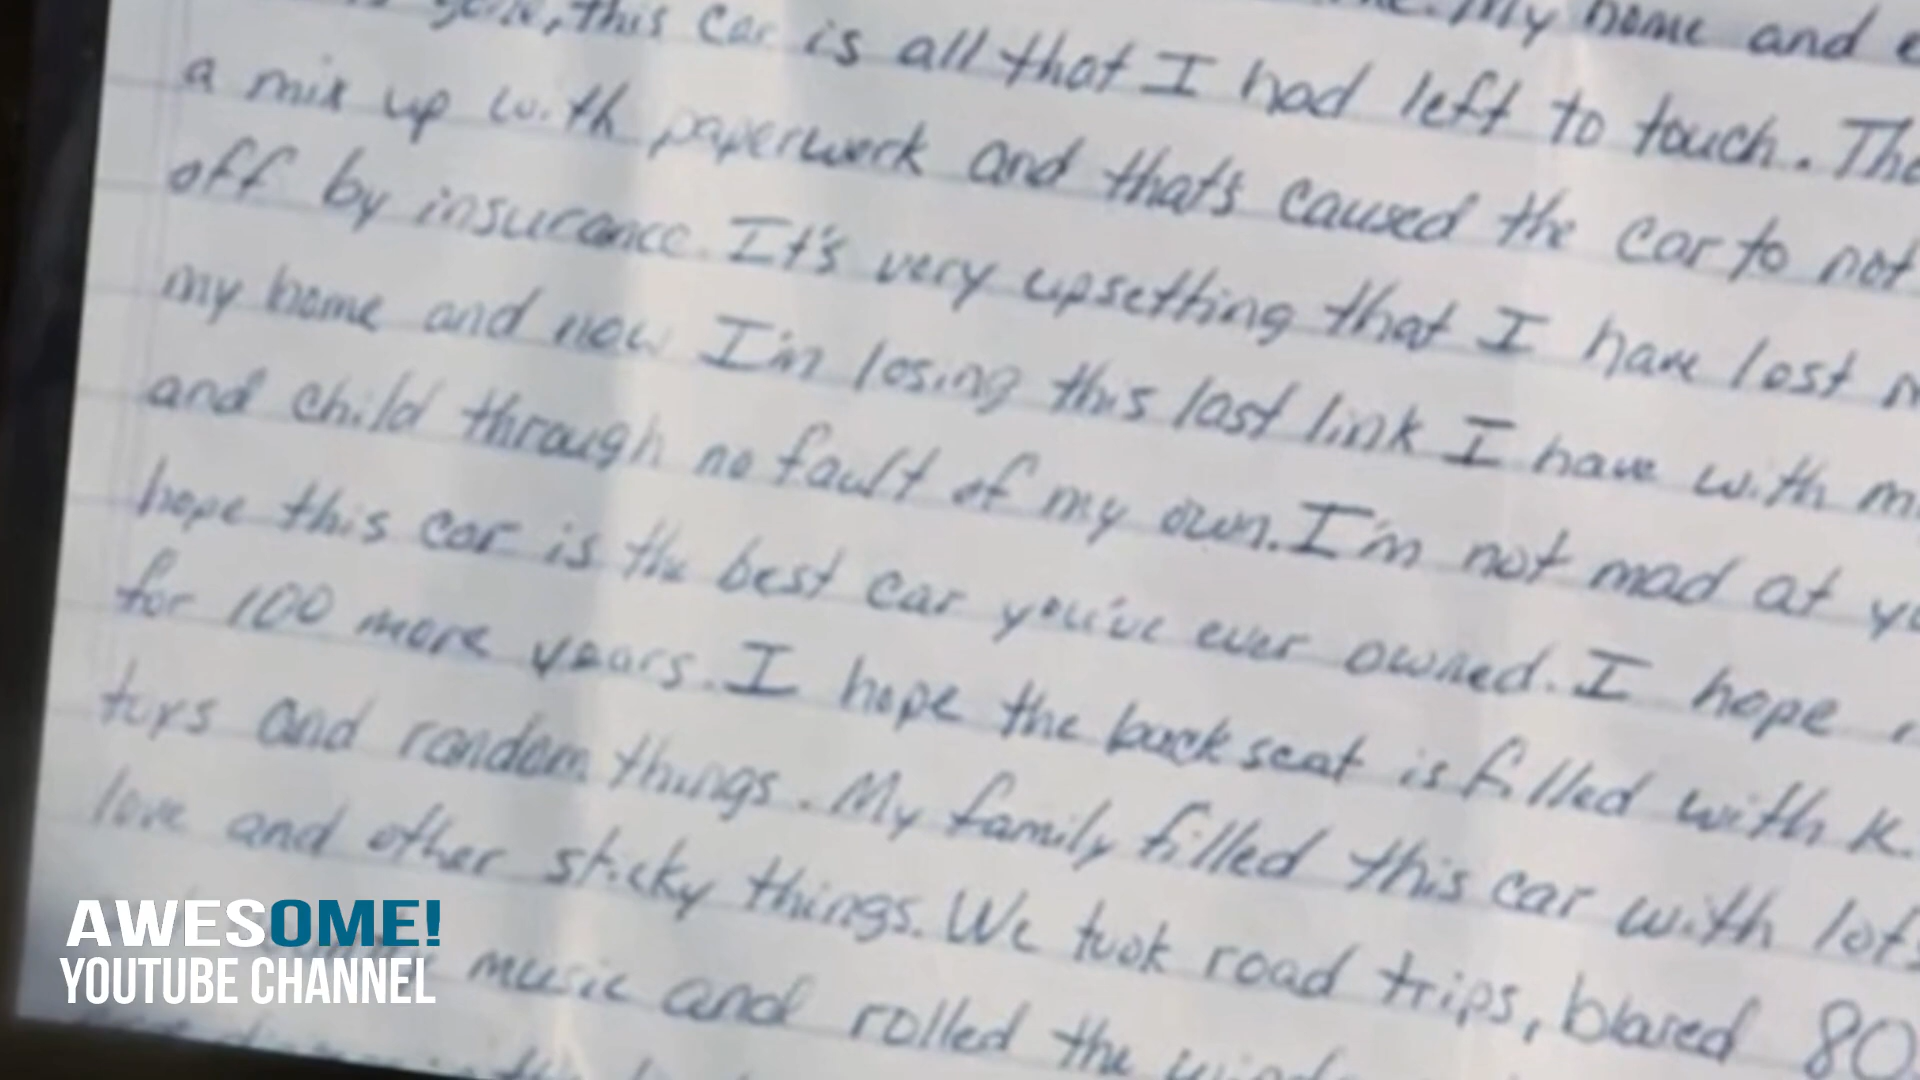 My home and
this car is all that I had left to touch. The
a mix up with paperwork and that's caused the car to not
off by insurance. It's very upsetting that I have lost
my home and now I'm losing this last link I have with
and child through no fault of my own. I'm not mad at
hope this car is the best car you've ever owned. I hope
for 100 more years. I hope the back seat is filled with
toys and random things. My family filled this car with lots
love and other sticky things. We took road trips, blared 80
music and rolled the
AWESOME!
YOUTUBE CHANNEL